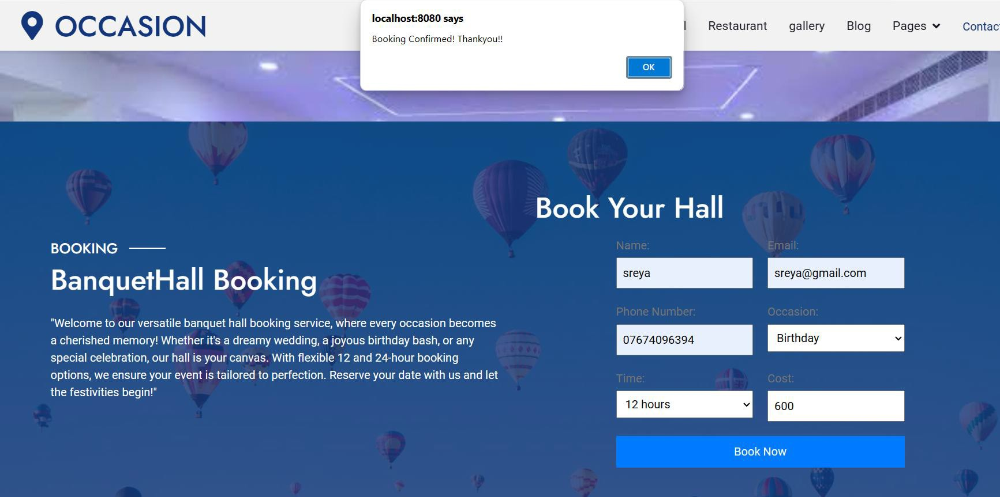 OCCASION
localhost:8080 says
Booking Confirmed! Thankyou!!
OK
Restaurant
gallery
Blog
Pages
Contac
Book Your Hall
BOOKING
BanquetHall Booking
"Welcome to our versatile banquet hall booking service, where every occasion becomes
a cherished memory! Whether it's a dreamy wedding, a joyous birthday bash, or any
special celebration, our hall is your canvas. With flexible 12 and 24-hour booking
options, we ensure your event is tailored to perfection. Reserve your date with us and let
the festivities begin!"
Name:
Email:
sreya
sreya@gmail.com
Phone Number:
Occasion:
07674096394
Birthday
Time:
Cost:
12 hours
600
Book Now